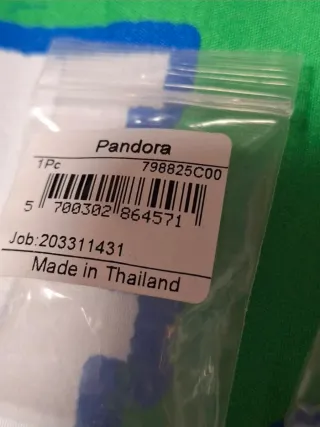 Pandora
1Pc 798825C00
5 700302 864571
Job:203311431
Made in Thailand